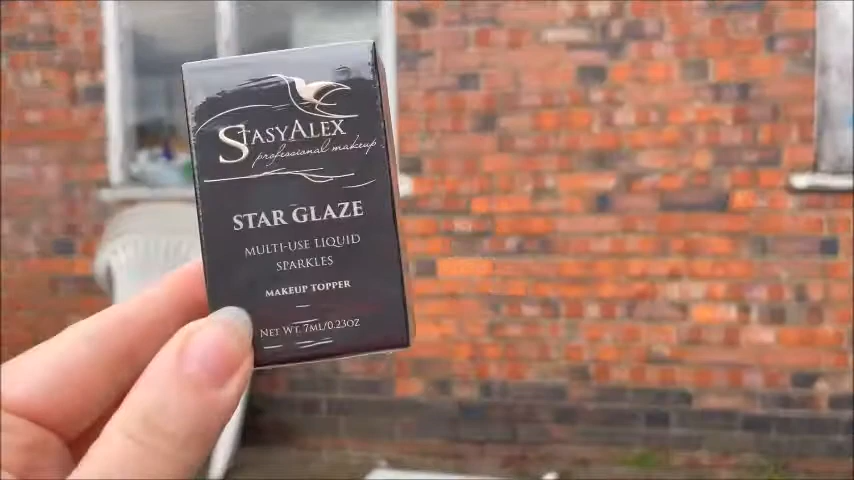 StasyAlex
professional makeup
STAR GLAZE
MULTI-USE LIQUID
SPARKLES
MAKEUP TOPPER
NET WT. 7ML/0.23OZ